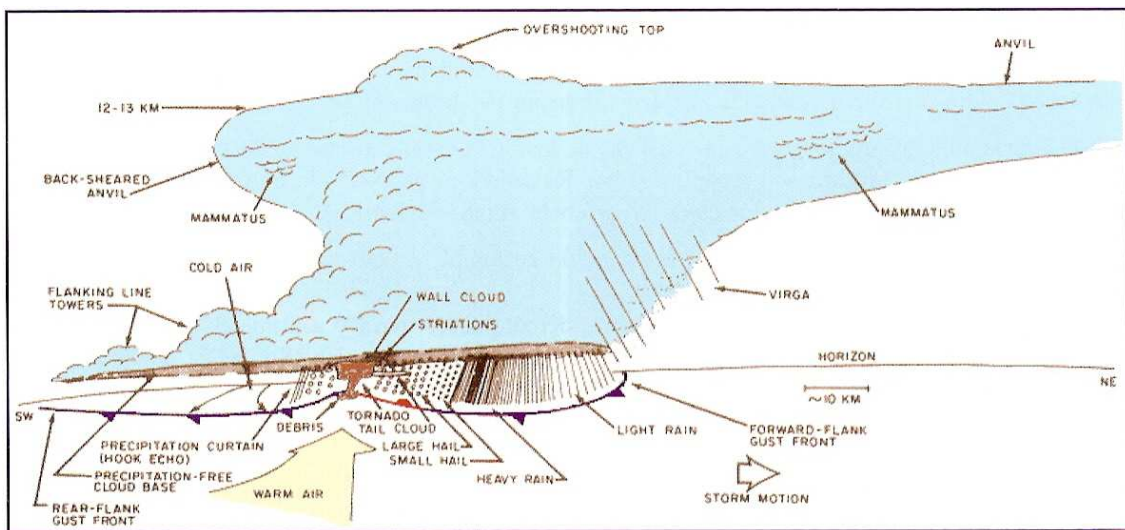 OVERSHOOTING TOP
ANVIL
12-13 KM
BACK-SHEARED
ANVIL
MAMMATUS
MAMMATUS
COLD AIR
FLANKING LINE
TOWERS
WALL CLOUD
STRIATIONS
VIRGA
HORIZON
NE
~10 KM
SW
DEBRIS
TORNADO
TAIL CLOUD
LARGE HAIL
SMALL HAIL
HEAVY RAIN
LIGHT RAIN
FORWARD-FLANK
GUST FRONT
PRECIPITATION CURTAIN
(HOOK ECHO)
PRECIPITATION-FREE
CLOUD BASE
REAR-FLANK
GUST FRONT
WARM AIR
STORM MOTION